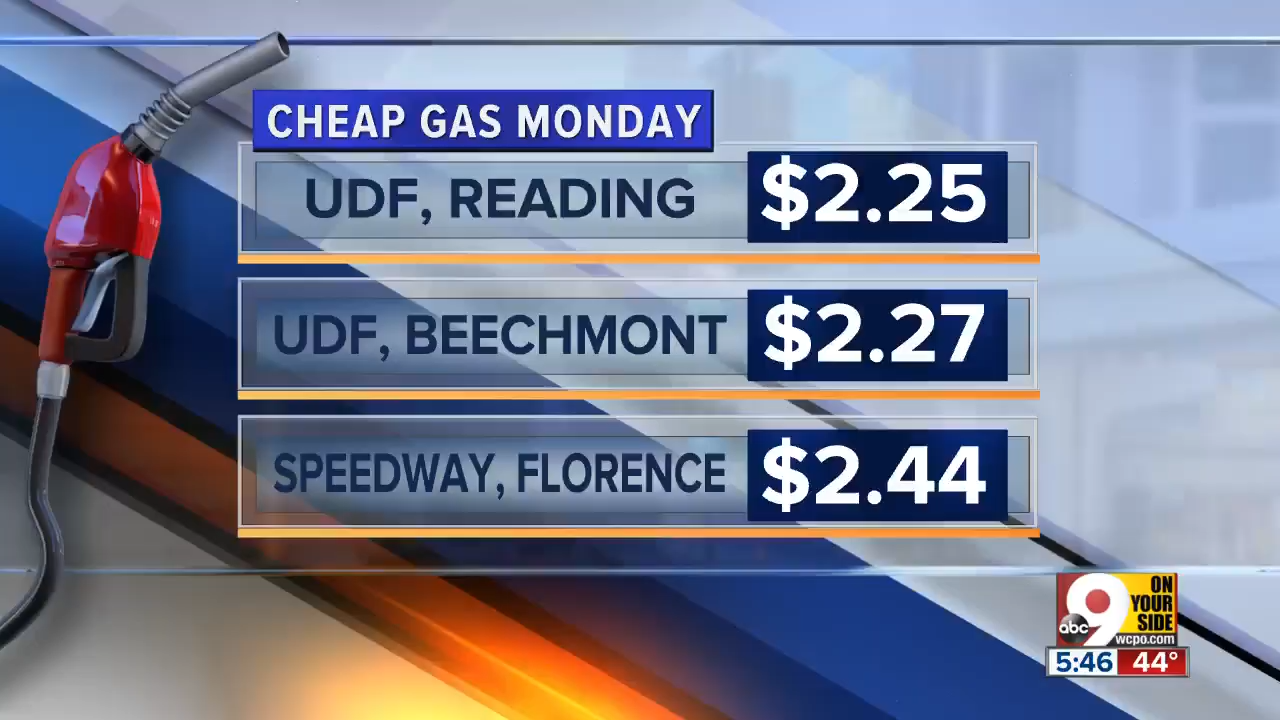 CHEAP GAS MONDAY
UDF, READING $2.25
UDF, BEECHMONT $2.27
SPEEDWAY, FLORENCE $2.44
abc 9 ON
YOUR
SIDE
wcpo.com
5:46 44°